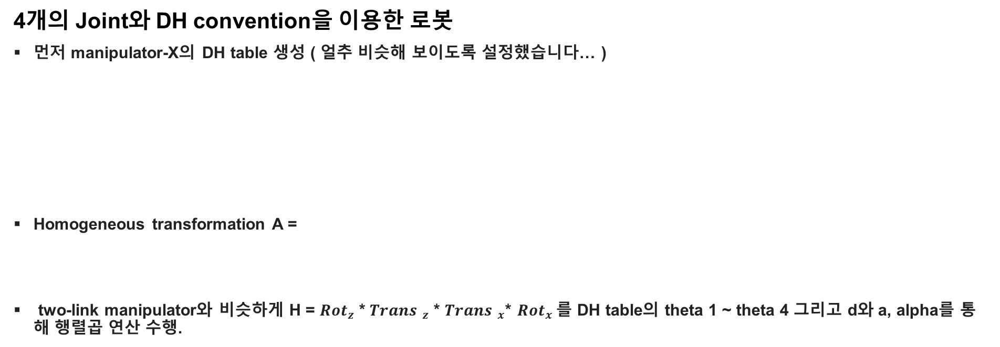 4개의 Joint와 DH convention을 이용한 로봇
▪ 먼저 manipulator-X의 DH table 생성 ( 얼추 비슷해 보이도록 설정했습니다... )
▪ Homogeneous transformation A =
▪ two-link manipulator와 비슷하게 H = Rot_z * Trans_z * Trans_x * Rot_x 를 DH table의 theta 1 ~ theta 4 그리고 d와 a, alpha를 통
해 행렬곱 연산 수행.